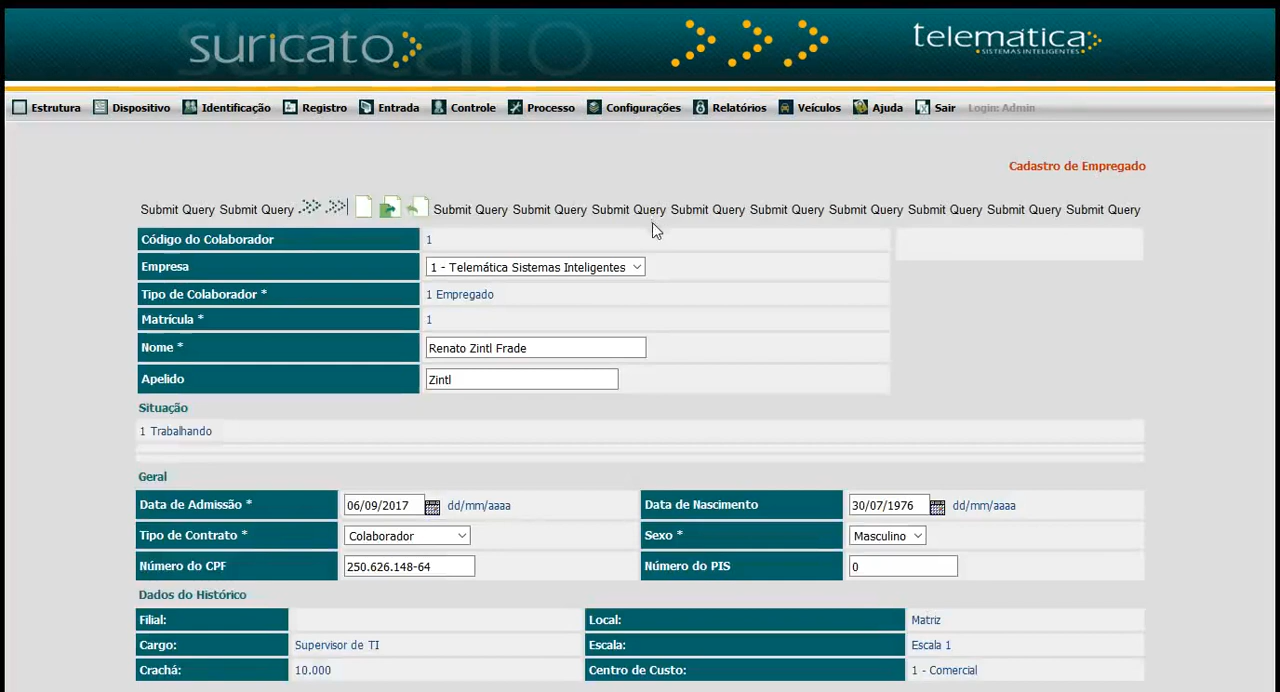 suricato
telemática
SISTEMAS INTELIGENTES
Estrutura Dispositivo Identificação Registro Entrada Controle Processo Configurações Relatórios Veículos Ajuda Sair Login: Admin
Cadastro de Empregado
Submit Query Submit Query Submit Query Submit Query Submit Query Submit Query Submit Query Submit Query Submit Query Submit Query Submit Query
Código do Colaborador 1
Empresa 1 - Telemática Sistemas Inteligentes
Tipo de Colaborador * 1 Empregado
Matrícula * 1
Nome * Renato Zintl Frade
Apelido Zintl
Situação
1 Trabalhando
Geral
Data de Admissão * 06/09/2017 dd/mm/aaaa Data de Nascimento 30/07/1976 dd/mm/aaaa
Tipo de Contrato * Colaborador Sexo * Masculino
Número do CPF 250.626.148-64 Número do PIS 0
Dados do Histórico
Filial: Local: Matriz
Cargo: Supervisor de TI Escala: Escala 1
Crachá: 10.000 Centro de Custo: 1 - Comercial